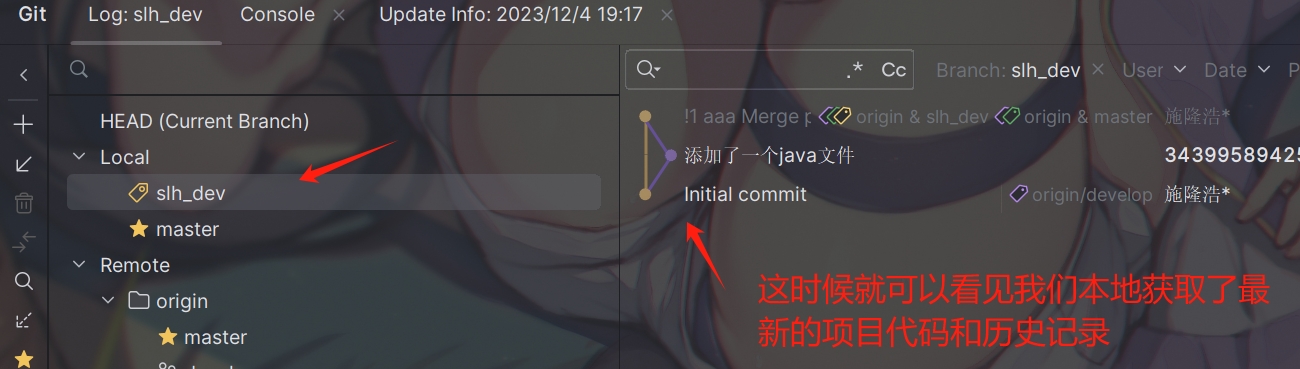 Git Log: slh_dev Console Update Info: 2023/12/4 19:17
.* Cc Branch: slh_dev User Date
HEAD (Current Branch)
!1 aaa Merge origin & slh_dev origin & master 施隆浩*
Local
添加了一个java文件 34399589425
slh_dev
Initial commit origin/develop 施隆浩*
master
Remote
origin
这时候就可以看见我们本地获取了最
新的项目代码和历史记录
master